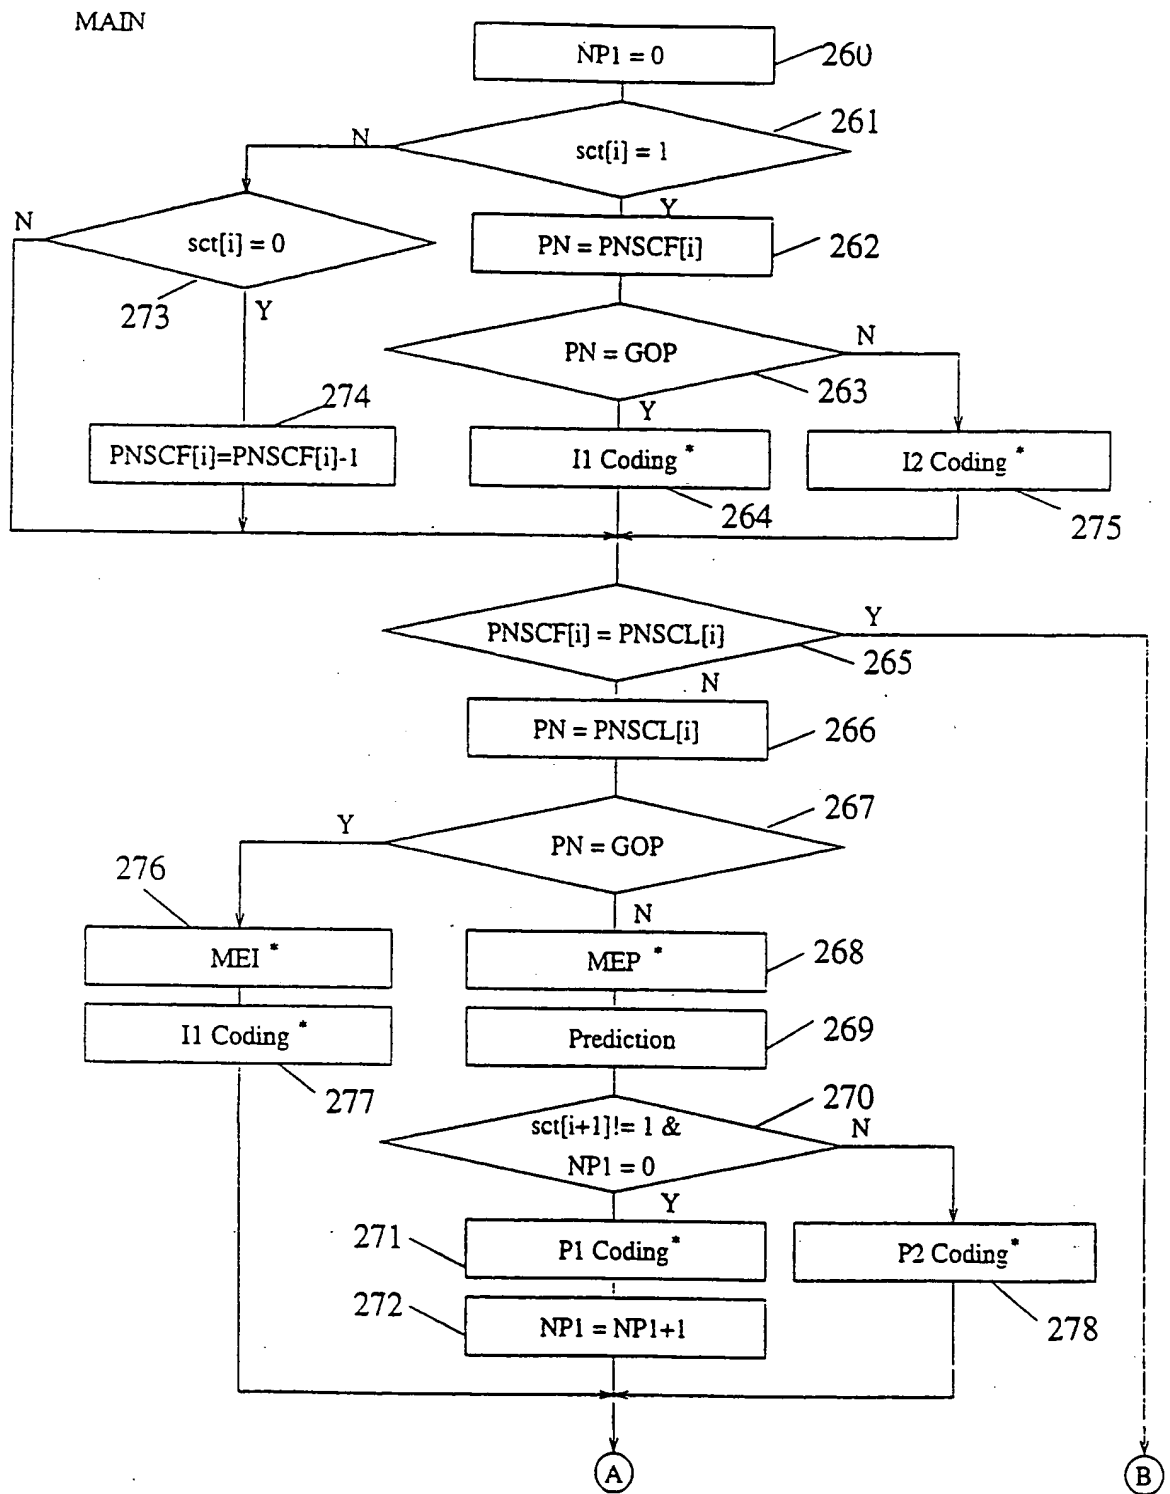 MAIN
NP1 = 0
260
261
N
sct[i] = 1
Y
N
sct[i] = 0
PN = PNSCF[i]
262
273
Y
PN = GOP
N
263
274
Y
PNSCF[i]=PNSCF[i]-1
I1 Coding *
I2 Coding *
264
275
PNSCF[i] = PNSCL[i]
Y
265
N
PN = PNSCL[i]
266
267
Y
PN = GOP
276
N
MEI *
MEP *
268
I1 Coding *
Prediction
269
277
270
sct[i+1]!= 1 &
N
NP1 = 0
Y
271
P1 Coding *
P2 Coding *
272
NP1 = NP1+1
278
A
B